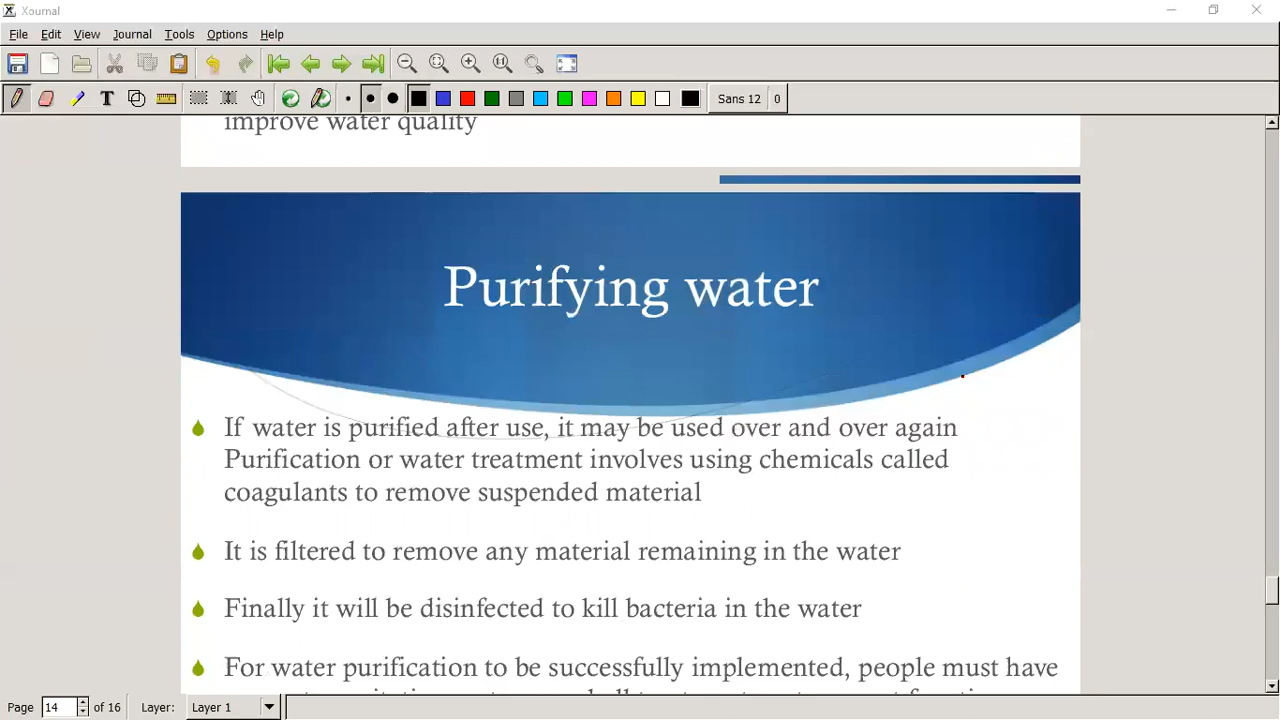 Xournal
File Edit View Journal Tools Options Help
T Sans 12 0
improve water quality
Purifying water
If water is purified after use, it may be used over and over again
Purification or water treatment involves using chemicals called
coagulants to remove suspended material
It is filtered to remove any material remaining in the water
Finally it will be disinfected to kill bacteria in the water
For water purification to be successfully implemented, people must have
Page 14 of 16 Layer: Layer 1